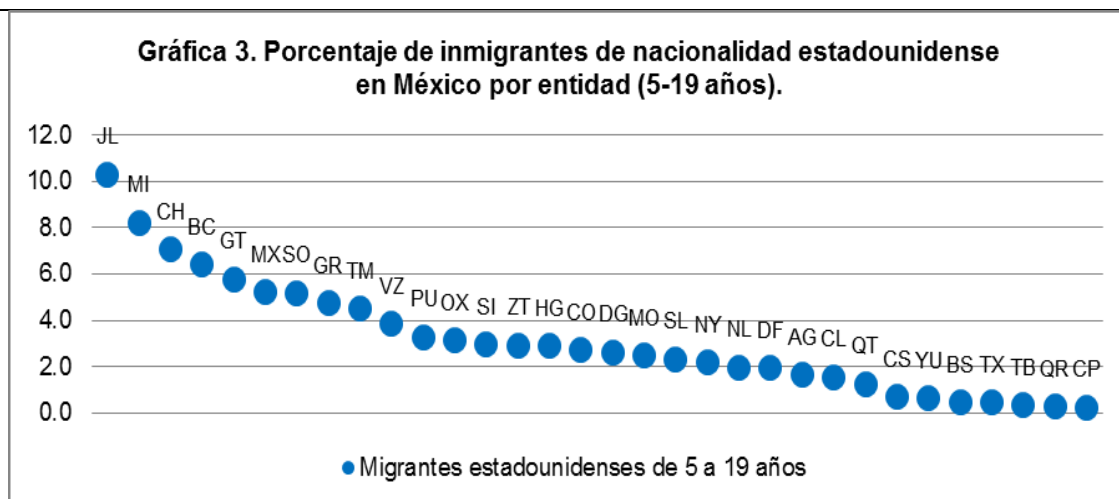 Gráfica 3. Porcentaje de inmigrantes de nacionalidad estadounidense
en México por entidad (5-19 años).
12.0
10.0
8.0
6.0
4.0
2.0
0.0
JL
MI
CH
BC
GT
MX
SO
GR
TM
VZ
PU
OX
SI
ZT
HG
CO
DG
MO
SL
NY
NL
DF
AG
CL
QT
CS
YU
BS
TX
TB
QR
CP
Migrantes estadounidenses de 5 a 19 años